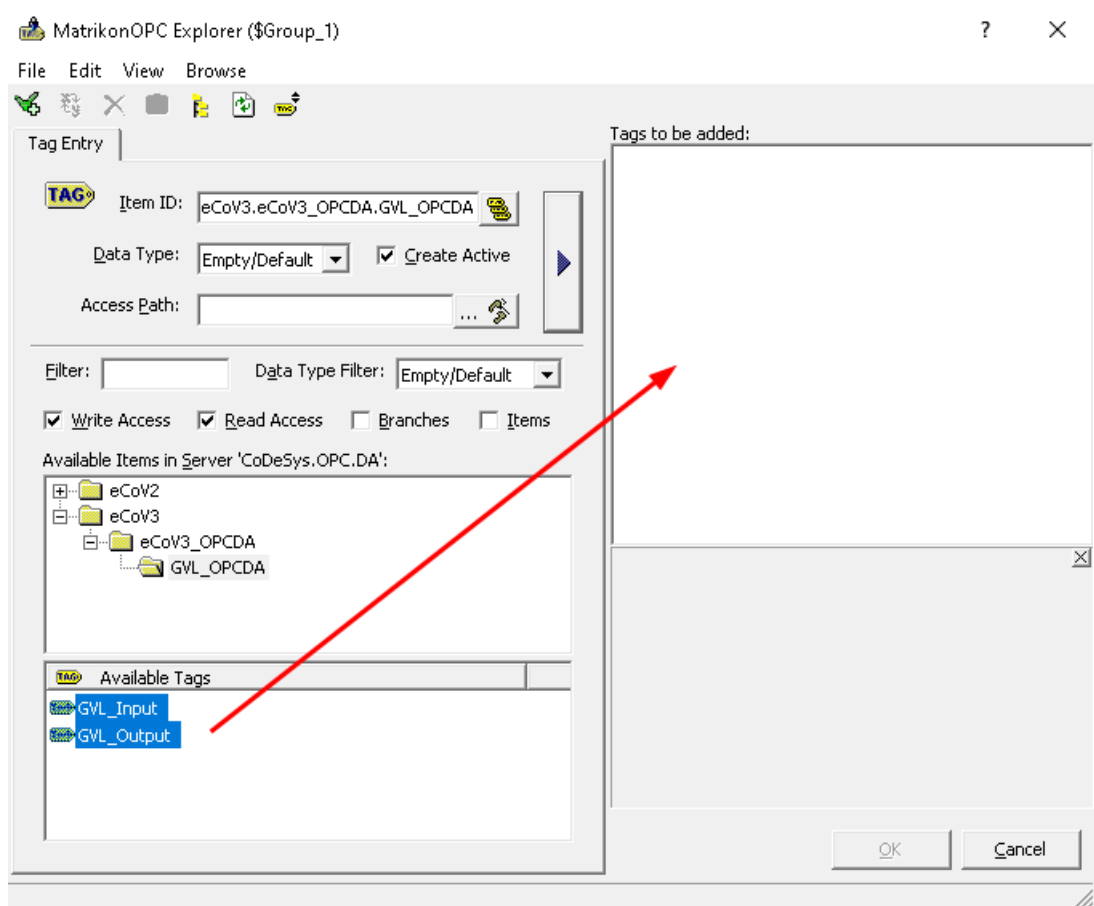 MatrikonOPC Explorer ($Group_1)
?
File Edit View Browse
Tag Entry
Tags to be added:
TAG
Item ID: eCoV3.eCoV3_OPCDA.GVL_OPCDA
Data Type: Empty/Default Create Active
Access Path: ...
Filter: Data Type Filter: Empty/Default
Write Access Read Access Branches Items
Available Items in Server 'CoDeSys.OPC.DA':
eCoV2
eCoV3
eCoV3_OPCDA
GVL_OPCDA
TAG Available Tags
GVL_Input
GVL_Output
OK Cancel